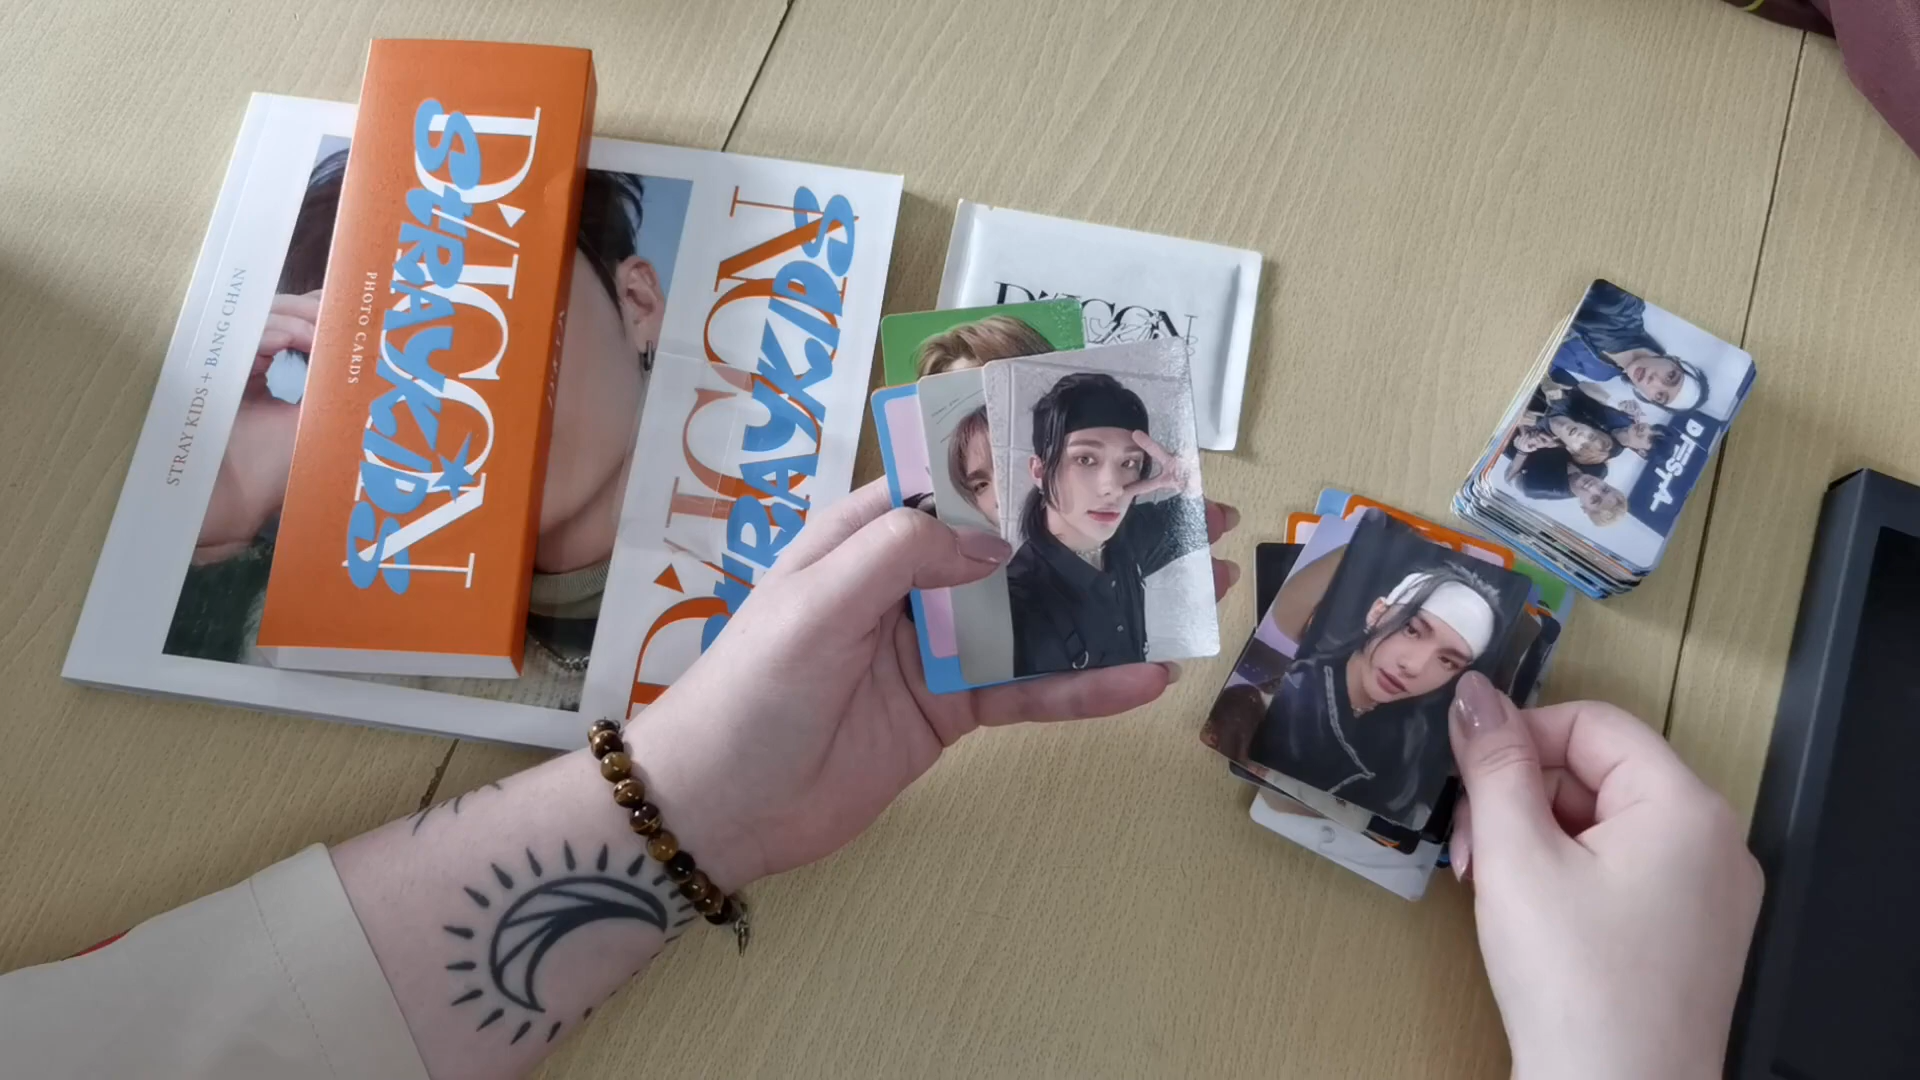 STRAY KIDS + BANG CHAN
D'ICON
STRAY KIDS
PHOTO CARDS
D'ICON
STRAYKIDS
D'ICON
D'FESTA